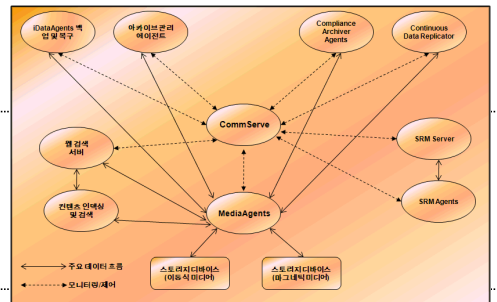 iDataAgents 백
업 및 복구
아카이브관리
에이전트
Compliance
Archiver
Agents
Continuous
Data Replicator
CommServe
웹 검색
서버
SRM Server
컨텐츠 인덱싱
및 검색
MediaAgents
SRM Agents
주요 데이터 흐름
모니터링/제어
스토리지디바이스
(이동식 미디어)
스토리지디바이스
(마그네틱 미디어)